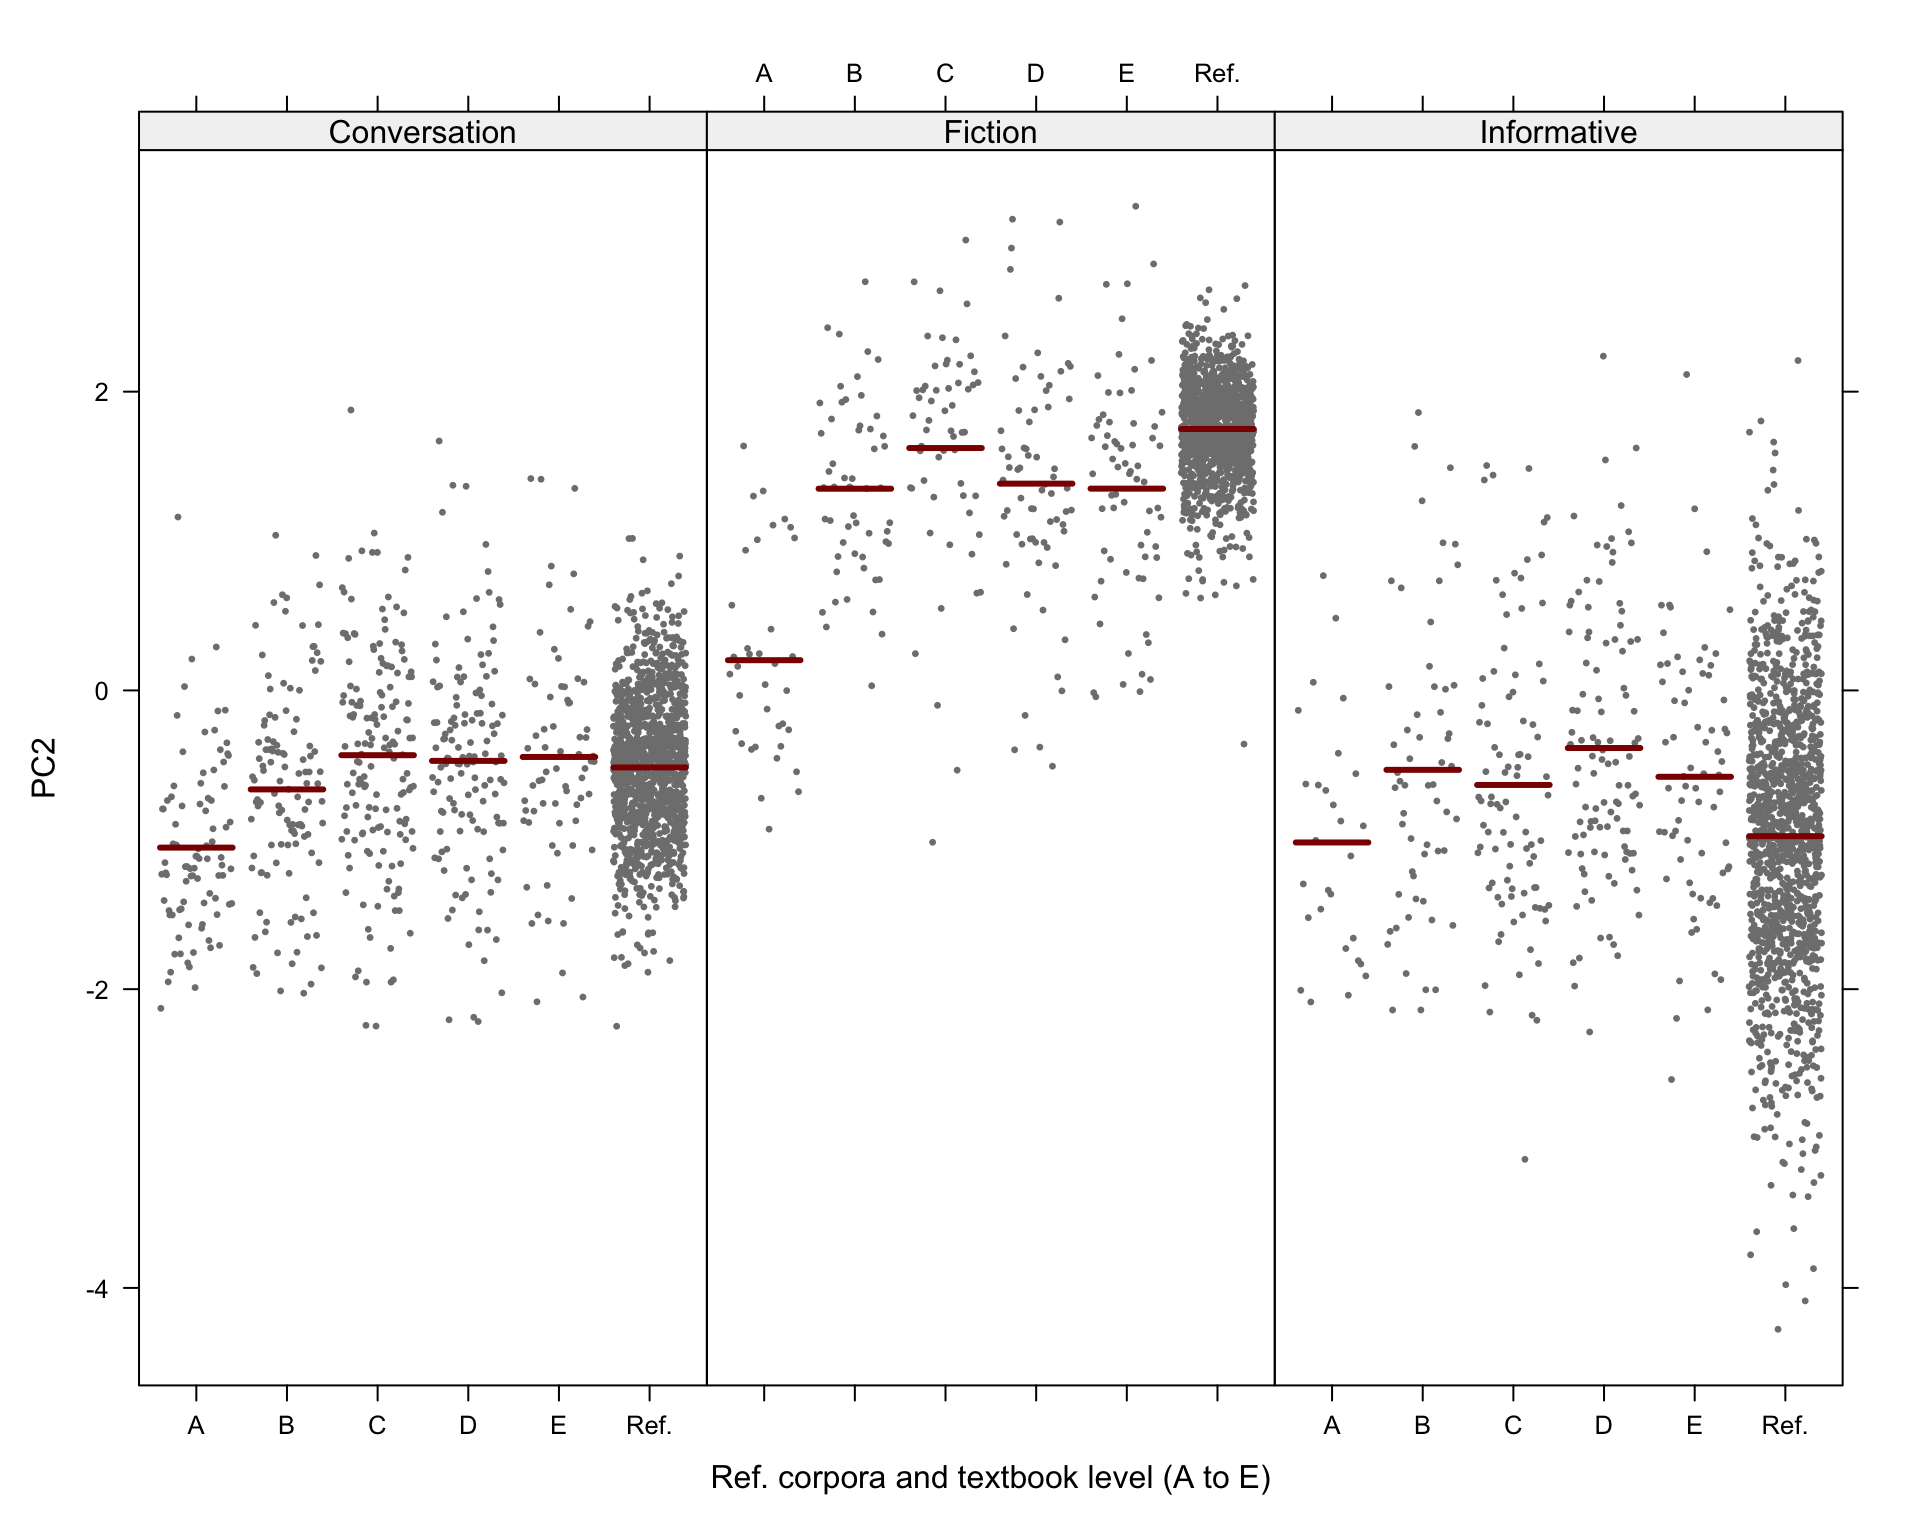 A B C D E Ref.
Conversation Fiction Informative
2
0
-2
-4
PC2
A B C D E Ref. A B C D E Ref.
Ref. corpora and textbook level (A to E)